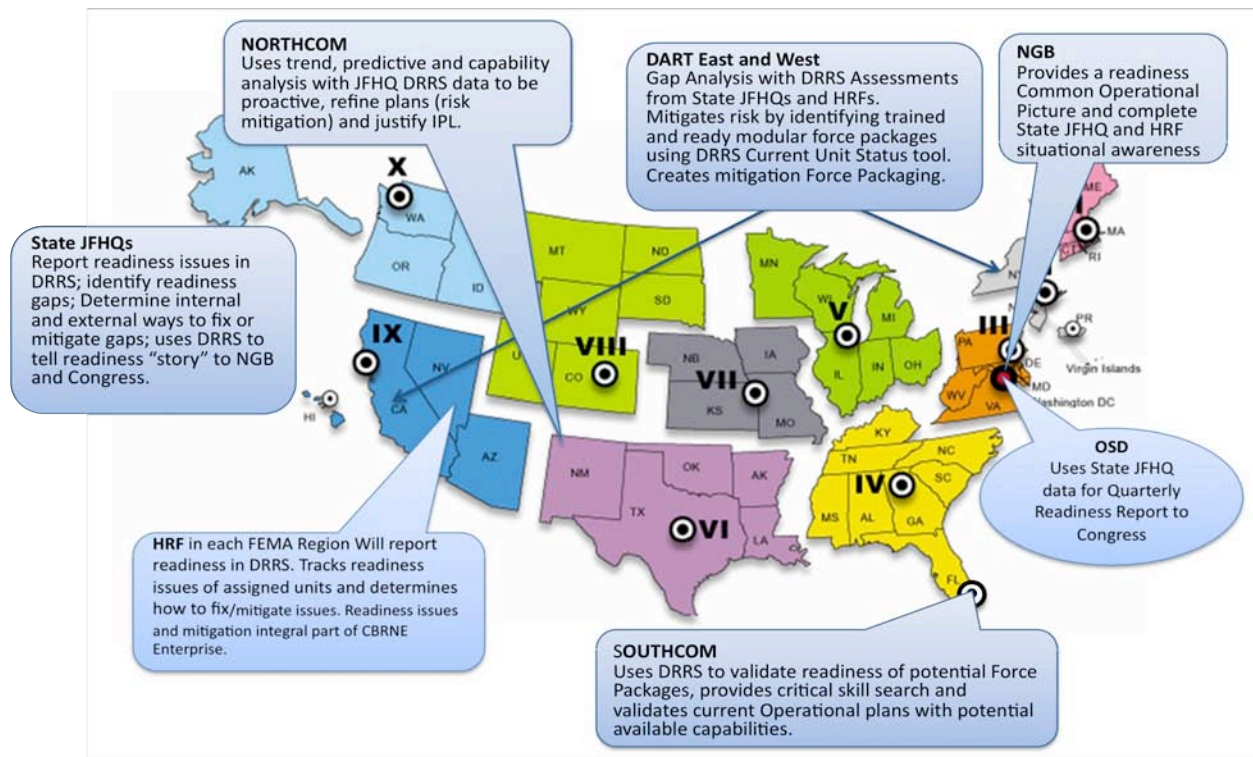 NORTHCOM
Uses trend, predictive and capability
analysis with JFHQ DRRS data to be
proactive, refine plans (risk
mitigation) and justify IPL.
DART East and West
Gap Analysis with DRRS Assessments
from State JFHQs and HRFs.
Mitigates risk by identifying trained
and ready modular force packages
using DRRS Current Unit Status tool.
Creates mitigation Force Packaging.
NGB
Provides a readiness
Common Operational
Picture and complete
State JFHQ and HRF
situational awareness
State JFHQs
Report readiness issues in
DRRS; identify readiness
gaps; Determine internal
and external ways to fix or
mitigate gaps; uses DRRS to
tell readiness "story" to NGB
and Congress.
AK
X
WA
OR
ID
MT
ND
SD
WY
VIII
CO
IX
NV
CA
AZ
HI
NB
IA
VII
KS
MO
MN
WI
MI
V
IL
IN
OH
ME
MA
RI
III
PA
DE
MD
WV
VA
PR
Virgin Islands
Washington DC
NM
OK
AK
TX
VI
LA
KY
TN
NC
SC
IV
MS
AL
GA
FL
OSD
Uses State JFHQ
data for Quarterly
Readiness Report to
Congress
HRF in each FEMA Region Will report
readiness in DRRS. Tracks readiness
issues of assigned units and determines
how to fix/mitigate issues. Readiness issues
and mitigation integral part of CBRNE
Enterprise.
SOUTHCOM
Uses DRRS to validate readiness of potential Force
Packages, provides critical skill search and
validates current Operational plans with potential
available capabilities.